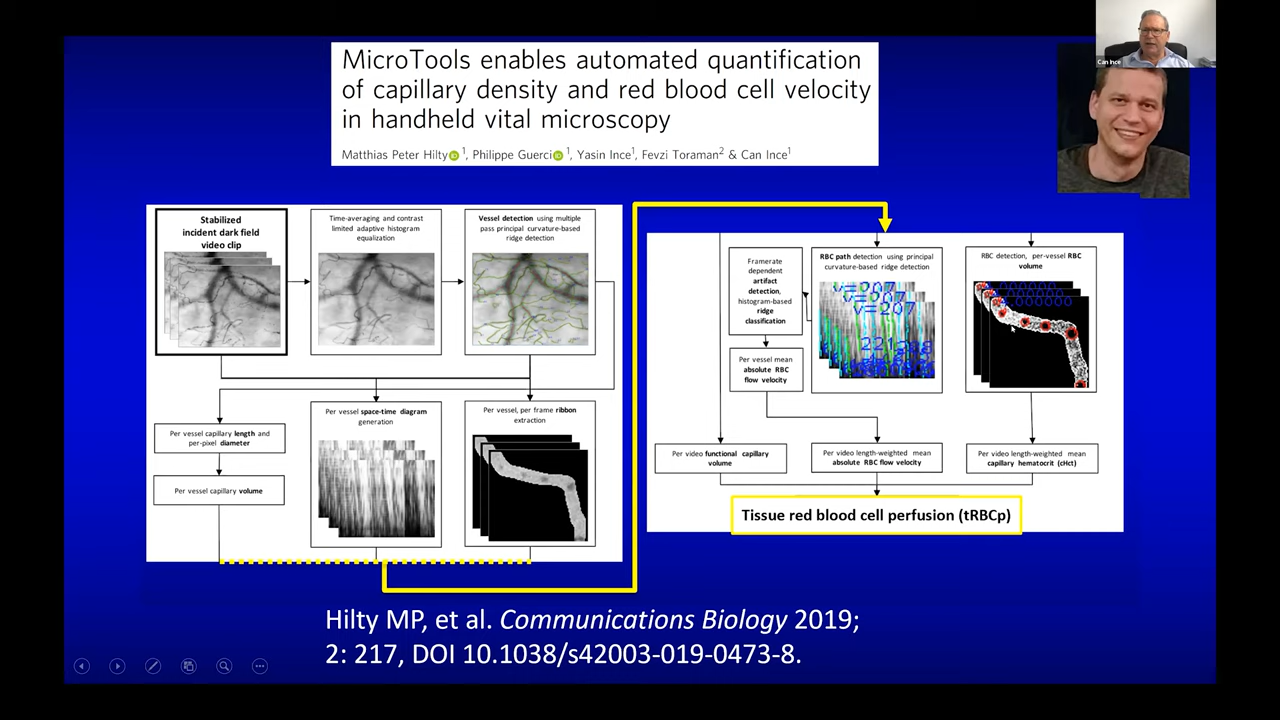 Can Ince
MicroTools enables automated quantification
of capillary density and red blood cell velocity
in handheld vital microscopy
Matthias Peter Hilty 1, Philippe Guerci 1, Yasin Ince1, Fevzi Toraman2 & Can Ince1
Stabilized
incident dark field
video clip
Time-averaging and contrast
limited adaptive histogram
equalization
Vessel detection using multiple
pass principal curvature-based
ridge detection
Per vessel capillary length and
per-pixel diameter
Per vessel capillary volume
Per vessel space-time diagram
generation
Per vessel, per frame ribbon
extraction
Framerate
dependent
artifact
detection,
histogram-based
ridge
classification
Per vessel mean
absolute RBC
flow velocity
RBC path detection using principal
curvature-based ridge detection
v=207
v=207
RBC detection, per-vessel RBC
volume
Per video functional capillary
volume
Per video length-weighted mean
absolute RBC flow velocity
Per video length-weighted mean
capillary hematocrit (cHct)
Tissue red blood cell perfusion (tRBCp)
Hilty MP, et al. Communications Biology 2019;
2: 217, DOI 10.1038/s42003-019-0473-8.